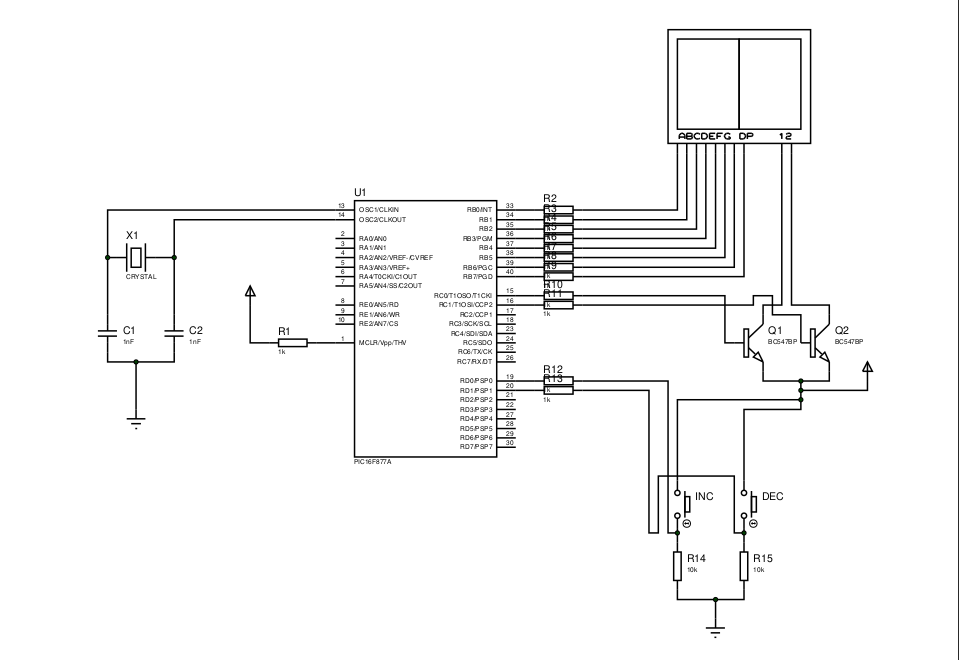 ABCDEFG DP 12
U1
13 OSC1/CLKIN
14 OSC2/CLKOUT
2 RA0/AN0
3 RA1/AN1
4 RA2/AN2/VREF-/CVREF
5 RA3/AN3/VREF+
6 RA4/T0CKI/C1OUT
7 RA5/AN4/SS/C2OUT
8 RE0/AN5/RD
9 RE1/AN6/WR
10 RE2/AN7/CS
1 MCLR/Vpp/THV
RB0/INT 33
RB1 34
RB2 35
RB3/PGM 36
RB4 37
RB5 38
RB6/PGC 39
RB7/PGD 40
RC0/T1OSO/T1CKI 15
RC1/T1OSI/CCP2 16
RC2/CCP1 17
RC3/SCK/SCL 18
RC4/SDI/SDA 23
RC5/SDO 24
RC6/TX/CK 25
RC7/RX/DT 26
RD0/PSP0 19
RD1/PSP1 20
RD2/PSP2 21
RD3/PSP3 22
RD4/PSP4 27
RD5/PSP5 28
RD6/PSP6 29
RD7/PSP7 30
PIC16F877A
X1
CRYSTAL
C1
1nF
C2
1nF
R1
1k
R2
R3
R4
R5
R6
R7
R8
R9
R10
R11
1k
R12
R13
1k
Q1
BC547BP
Q2
BC547BP
INC
DEC
R14
10k
R15
10k